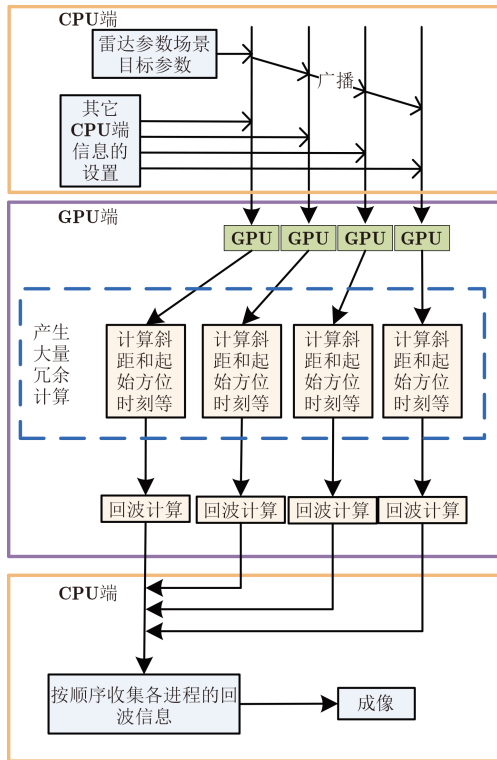 CPU端
雷达参数场景
目标参数
广播
其它
CPU端
信息的
设置
GPU端
GPU
GPU
GPU
GPU
产生
大量
冗余
计算
计算斜
距和起
始方位
时刻等
计算斜
距和起
始方位
时刻等
计算斜
距和起
始方位
时刻等
计算斜
距和起
始方位
时刻等
回波计算
回波计算
回波计算
回波计算
CPU端
按顺序收集各进程的回
波信息
成像